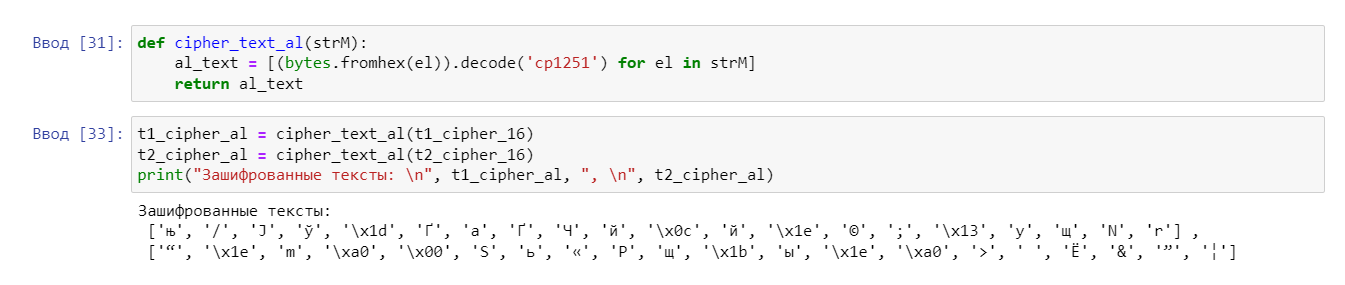 Ввод [31]: def cipher_text_al(strM):
    al_text = [(bytes.fromhex(el)).decode('cp1251') for el in strM]
    return al_text
Ввод [33]: t1_cipher_al = cipher_text_al(t1_cipher_16)
t2_cipher_al = cipher_text_al(t2_cipher_16)
print("Зашифрованные тексты: \n", t1_cipher_al, ", \n", t2_cipher_al)
Зашифрованные тексты:
 ['њ', '/', 'J', 'ў', '\x1d', 'Ґ', 'а', 'Ґ', 'Ч', 'й', '\x0c', 'й', '\x1e', '©', ';', '\x13', 'у', 'щ', 'N', 'r'] ,
 ['“', '\x1e', 'm', '\xa0', '\x00', 'S', 'ь', '«', 'P', 'щ', '\x1b', 'ы', '\x1e', '\xa0', '>', ' ', 'Ё', '&', '”', '¦']